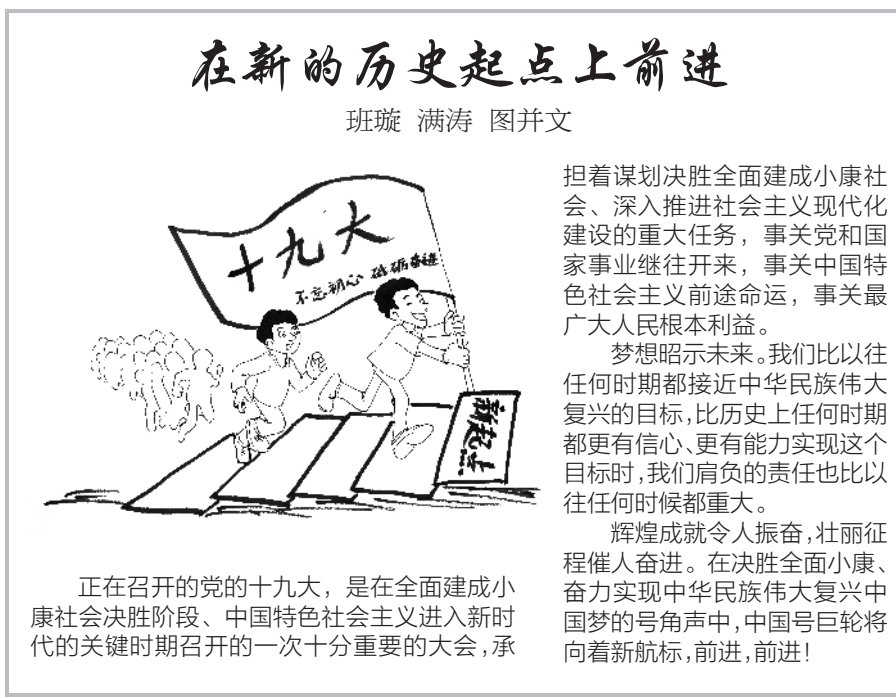 在新的历史起点上前进
班璇 满涛 图并文
十九大
不忘初心 砥砺奋进
新起点
正在召开的党的十九大，是在全面建成小
康社会决胜阶段、中国特色社会主义进入新时
代的关键时期召开的一次十分重要的大会，承
担着谋划决胜全面建成小康社
会、深入推进社会主义现代化
建设的重大任务，事关党和国
家事业继往开来，事关中国特
色社会主义前途命运，事关最
广大人民根本利益。
梦想昭示未来。我们比以往
任何时期都接近中华民族伟大
复兴的目标，比历史上任何时期
都更有信心、更有能力实现这个
目标时，我们肩负的责任也比以
往任何时候都重大。
辉煌成就令人振奋，壮丽征
程催人奋进。在决胜全面小康、
奋力实现中华民族伟大复兴中
国梦的号角声中，中国号巨轮将
向着新航标，前进，前进！